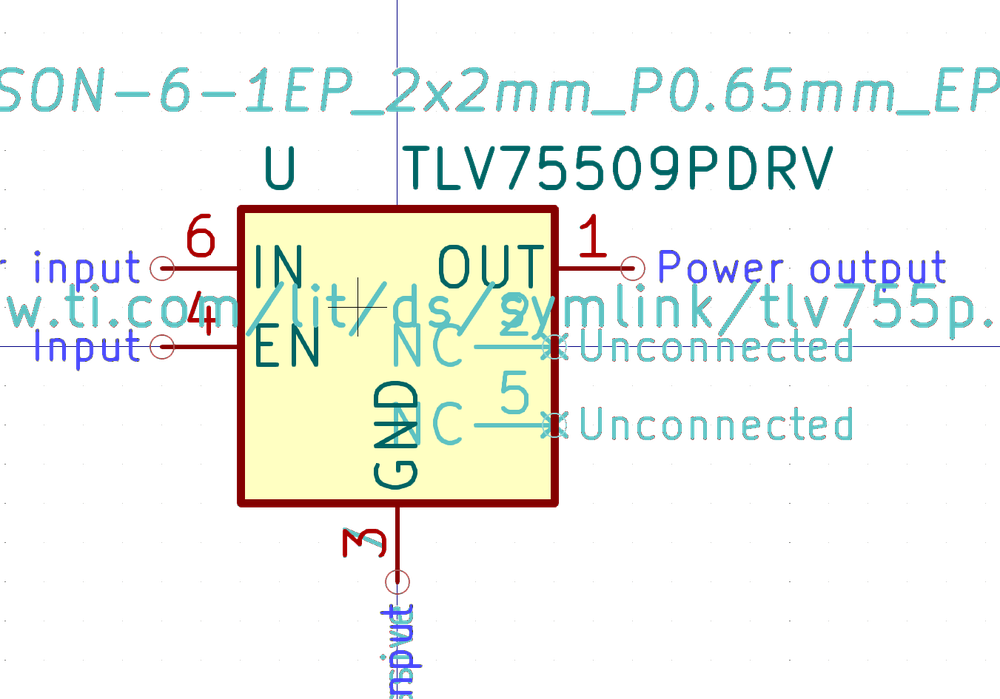 SON-6-1EP_2x2mm_P0.65mm_EP
U TLV75509PDRV
6 1
input IN OUT Power output
w.ti.com/lit/ds/symlink/tlv755p.
4 2
Input EN NC Unconnected
5
NC Unconnected
GND
3